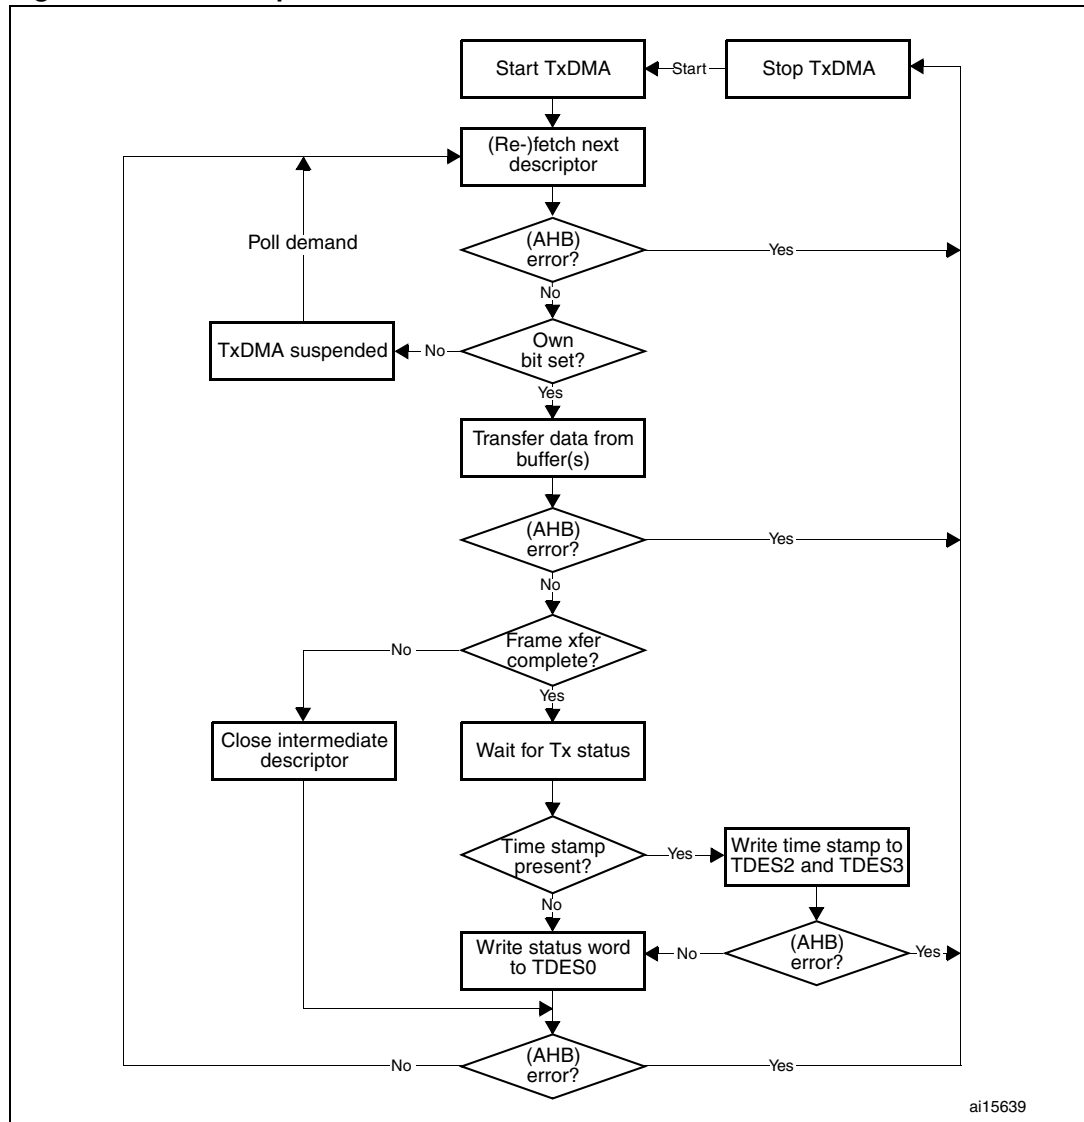 Start TxDMA
Start
Stop TxDMA
(Re-)fetch next
descriptor
Poll demand
(AHB)
error?
Yes
No
TxDMA suspended
No
Own
bit set?
Yes
Transfer data from
buffer(s)
(AHB)
error?
Yes
No
No
Frame xfer
complete?
Yes
Close intermediate
descriptor
Wait for Tx status
Time stamp
present?
Yes
Write time stamp to
TDES2 and TDES3
No
Write status word
to TDES0
No
(AHB)
error?
Yes
No
(AHB)
error?
Yes
ai15639